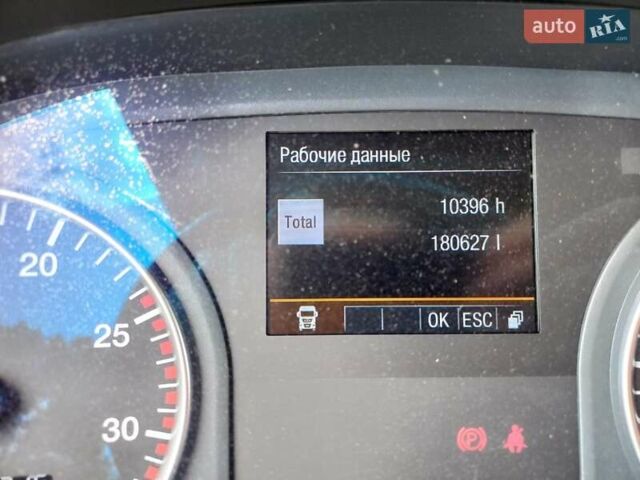 auto RIA .com
Рабочие данные
Total
10396 h
180627 l
OK ESC
20
25
30
P